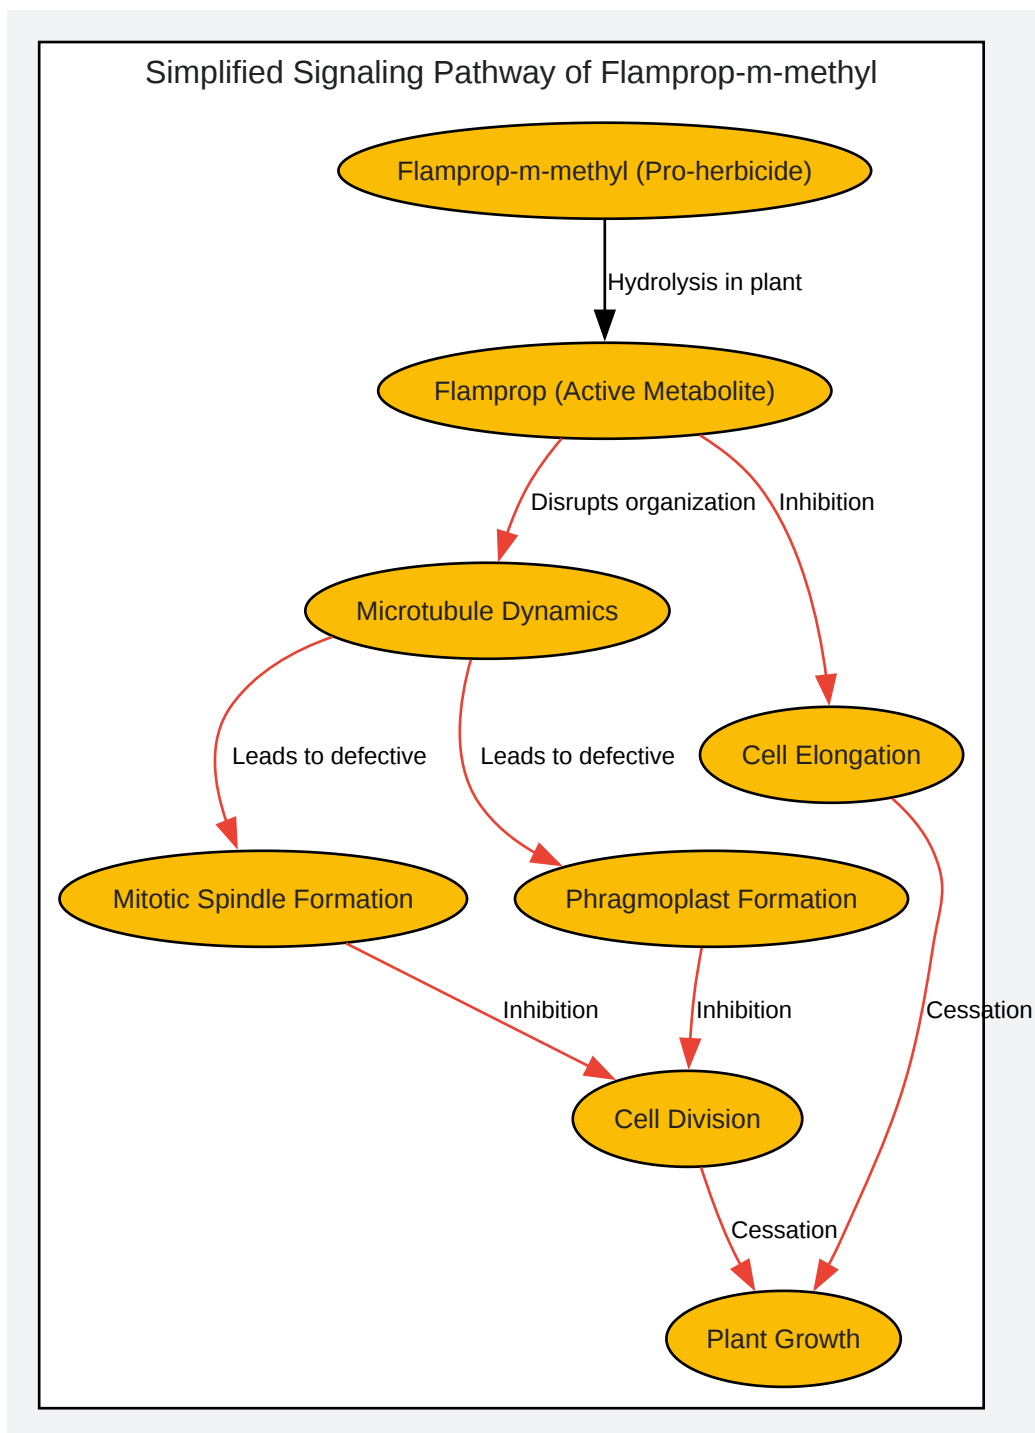 Simplified Signaling Pathway of Flamprop-m-methyl
Flamprop-m-methyl (Pro-herbicide)
Hydrolysis in plant
Flamprop (Active Metabolite)
Disrupts organization
Inhibition
Microtubule Dynamics
Leads to defective
Leads to defective
Cell Elongation
Mitotic Spindle Formation
Phragmoplast Formation
Inhibition
Inhibition
Cessation
Cell Division
Cessation
Plant Growth